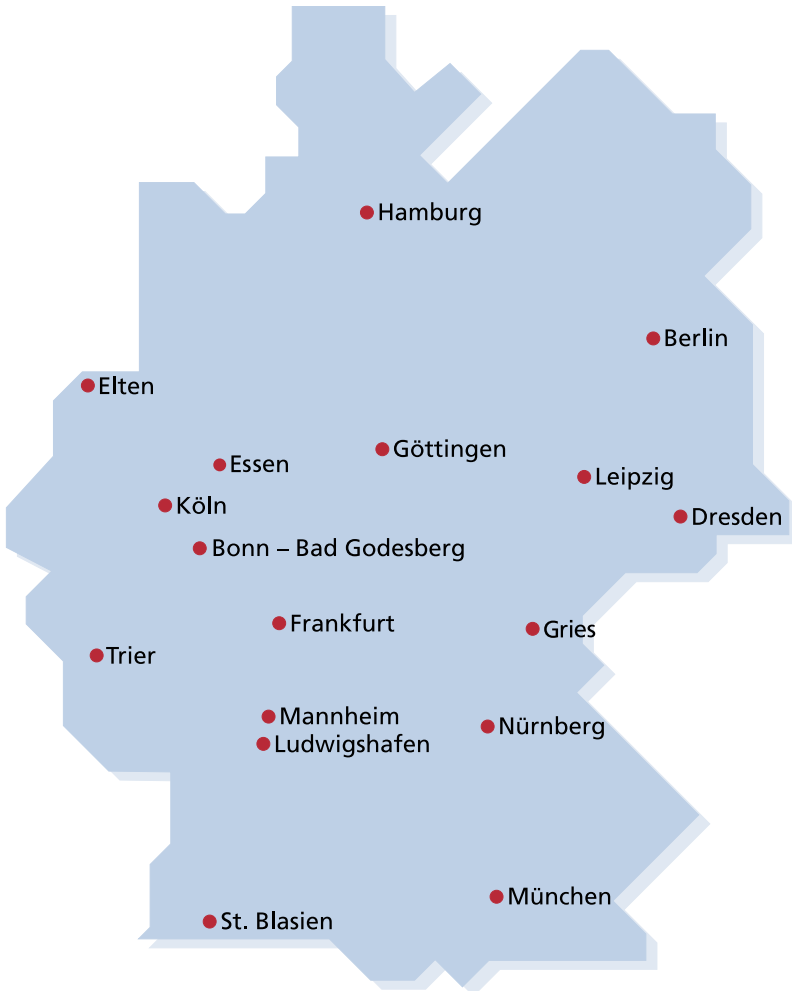 Hamburg
Berlin
Elten
Göttingen
Essen
Leipzig
Köln
Dresden
Bonn – Bad Godesberg
Frankfurt
Gries
Trier
Mannheim
Nürnberg
Ludwigshafen
München
St. Blasien